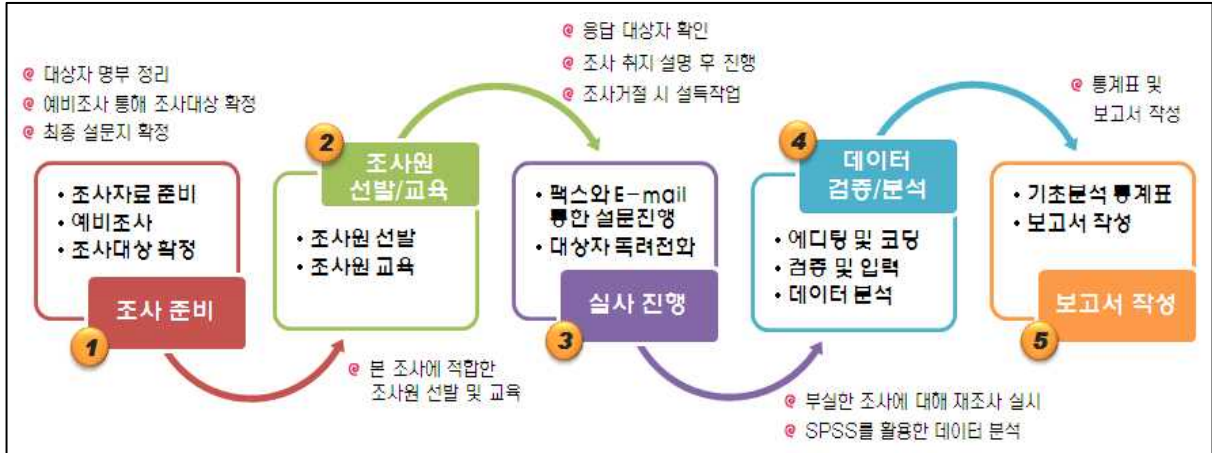 @ 대상자 명부 정리
@ 예비조사 통해 조사대상 확정
@ 최종 설문지 확정
• 조사자료 준비
• 예비조사
• 조사대상 확정
조사 준비
1
2
조사원
선발/교육
• 조사원 선발
• 조사원 교육
@ 본 조사에 적합한
조사원 선발 및 교육
@ 응답 대상자 확인
@ 조사 취지 설명 후 진행
@ 조사거절 시 설득작업
• 팩스와 E-mail
통한 설문진행
• 대상자 독려전화
실사 진행
3
4
데이터
검증/분석
• 에디팅 및 코딩
• 검증 및 입력
• 데이터 분석
@ 부실한 조사에 대해 재조사 실시
@ SPSS를 활용한 데이터 분석
@ 통계표 및
보고서 작성
• 기초분석 통계표
• 보고서 작성
보고서 작성
5